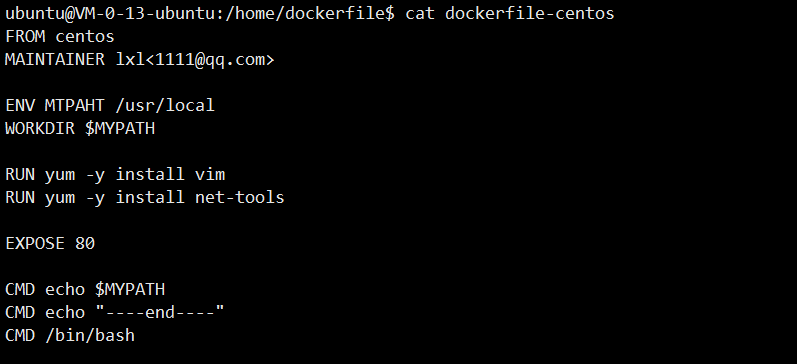 ubuntu@VM-0-13-ubuntu:/home/dockerfile$ cat dockerfile-centos
FROM centos
MAINTAINER lxl<1111@qq.com>
ENV MTPAHT /usr/local
WORKDIR $MYPATH
RUN yum -y install vim
RUN yum -y install net-tools
EXPOSE 80
CMD echo $MYPATH
CMD echo "----end----"
CMD /bin/bash